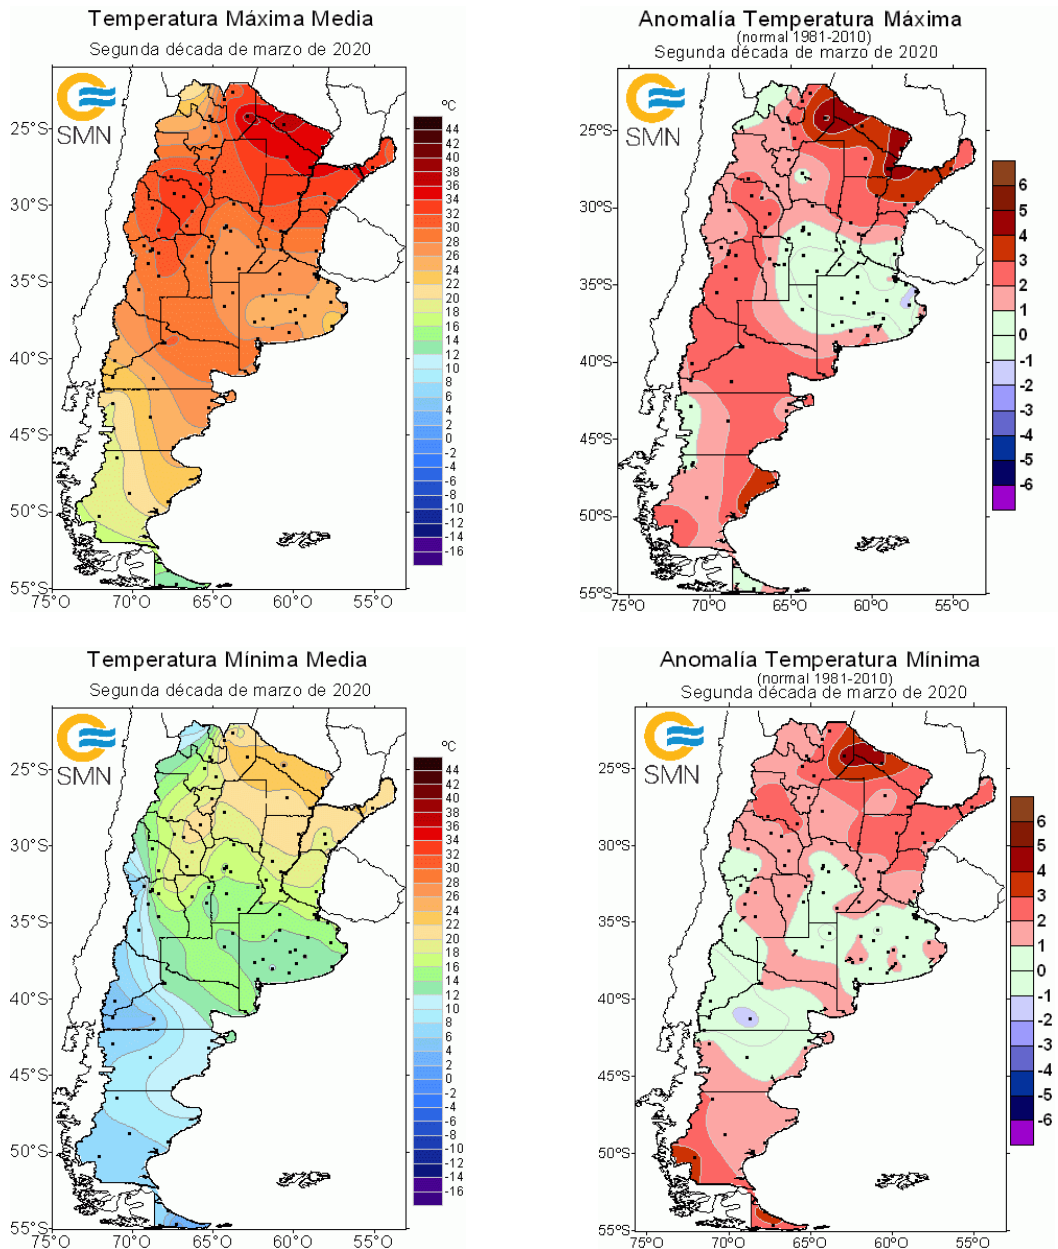 Temperatura Máxima Media
Segunda década de marzo de 2020
SMN
ºC
44
42
40
38
36
34
32
30
28
26
24
22
20
18
16
14
12
10
8
6
4
2
0
-2
-4
-6
-8
-10
-12
-14
-16
25°S
30°S
35°S
40°S
45°S
50°S
55°S
75°O 70°O 65°O 60°O 55°O
Anomalía Temperatura Máxima
(normal 1981-2010)
Segunda década de marzo de 2020
SMN
6
5
4
3
2
1
0
-1
-2
-3
-4
-5
-6
25°S
30°S
35°S
40°S
45°S
50°S
55°S
75°O 70°O 65°O 60°O 55°O
Temperatura Mínima Media
Segunda década de marzo de 2020
SMN
ºC
44
42
40
38
36
34
32
30
28
26
24
22
20
18
16
14
12
10
8
6
4
2
0
-2
-4
-6
-8
-10
-12
-14
-16
25°S
30°S
35°S
40°S
45°S
50°S
55°S
75°O 70°O 65°O 60°O 55°O
Anomalía Temperatura Mínima
(normal 1981-2010)
Segunda década de marzo de 2020
SMN
6
5
4
3
2
1
0
-1
-2
-3
-4
-5
-6
25°S
30°S
35°S
40°S
45°S
50°S
55°S
75°O 70°O 65°O 60°O 55°O